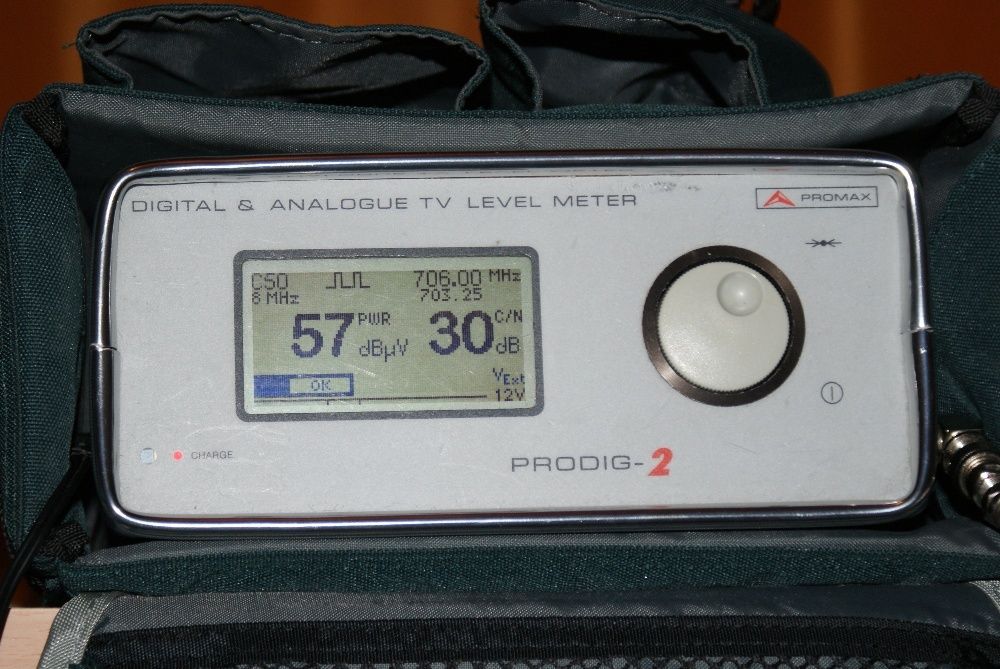 DIGITAL & ANALOGUE TV LEVEL METER
PROMAX
C50 706.00 MHz
8 MHz 703.25
57 PWR dBµV 30 C/N dB
OK VExt
12V
CHARGE
PRODIG-2